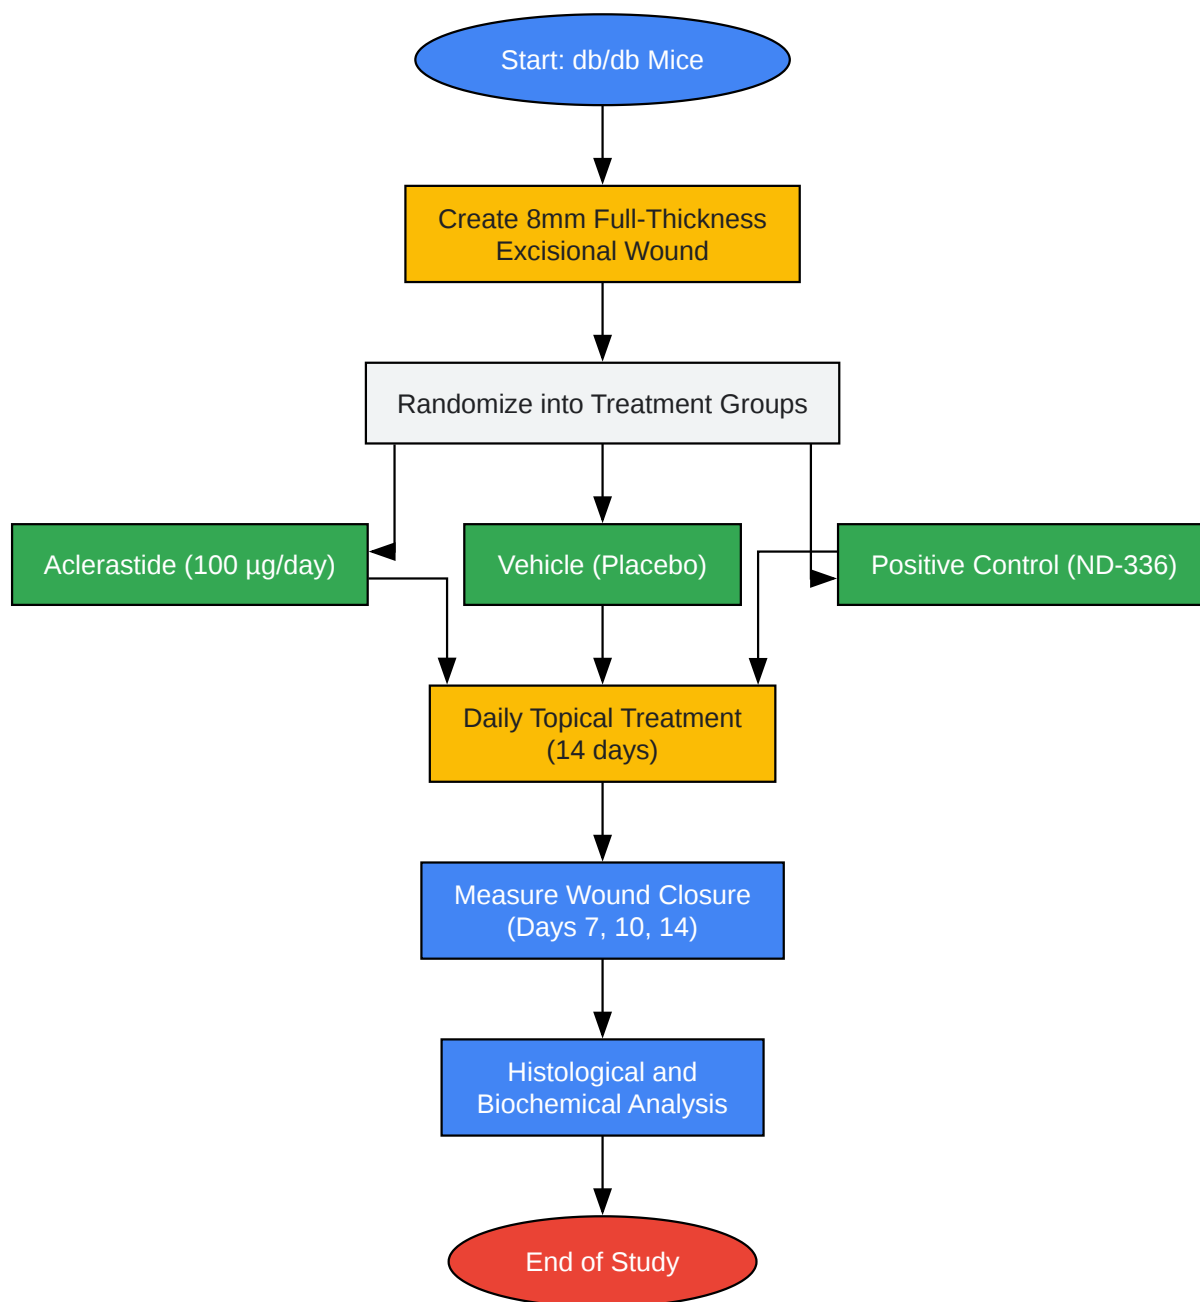 Start: db/db Mice
Create 8mm Full-Thickness
Excisional Wound
Randomize into Treatment Groups
Aclerastide (100 µg/day)
Vehicle (Placebo)
Positive Control (ND-336)
Daily Topical Treatment
(14 days)
Measure Wound Closure
(Days 7, 10, 14)
Histological and
Biochemical Analysis
End of Study